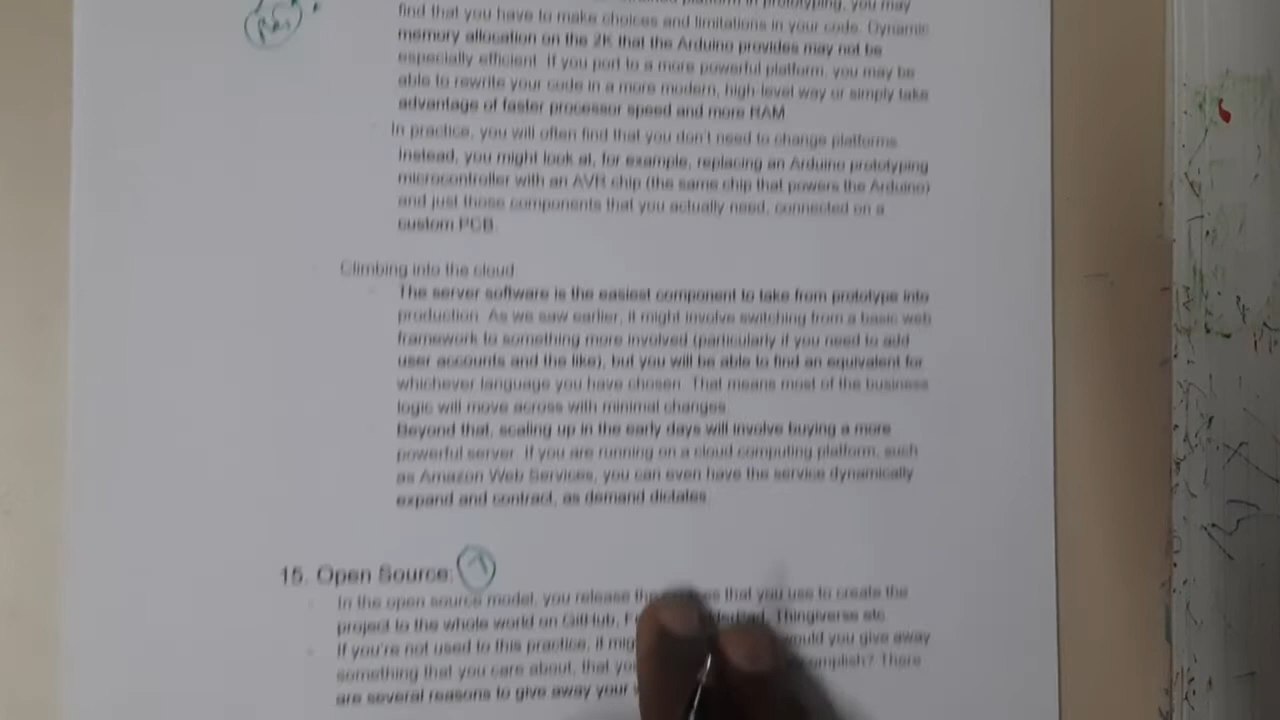 platform in prototyping, you may
find that you have to make choices and limitations in your code. Dynamic
memory allocation on the 2K that the Arduino provides may not be
especially efficient. If you port to a more powerful platform, you may be
able to rewrite your code in a more modern, high-level way or simply take
advantage of faster processor speed and more RAM
In practice, you will often find that you don't need to change platforms.
Instead, you might look at, for example, replacing an Arduino prototyping
microcontroller with an AVR chip (the same chip that powers the Arduino)
and just those components that you actually need, connected on a
custom PCB.
Climbing into the cloud
The server software is the easiest component to take from prototype into
production. As we saw earlier, it might involve switching from a basic web
framework to something more involved (particularly if you need to add
user accounts and the like), but you will be able to find an equivalent for
whichever language you have chosen. That means most of the business
logic will move across with minimal changes.
Beyond that, scaling up in the early days will involve buying a more
powerful server. If you are running on a cloud computing platform, such
as Amazon Web Services, you can even have the service dynamically
expand and contract, as demand dictates.
15. Open Source:
In the open source model, you release the that you use to create the
project to the whole world on GitHub, Thingiverse etc
If you're not used to this practice, it would you give away
something that you care about, that There
are several reasons to give away your